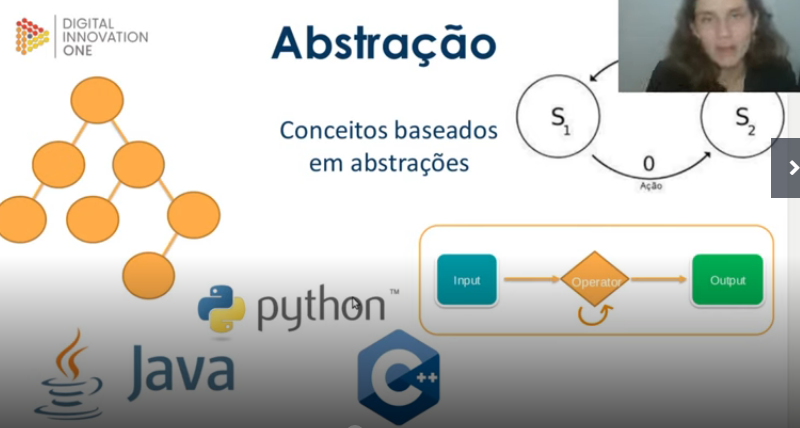 DIGITAL
INNOVATION
ONE
Abstração
Conceitos baseados
em abstrações
S1
S2
0
Ação
Input
Operator
Output
python™
Java
C++